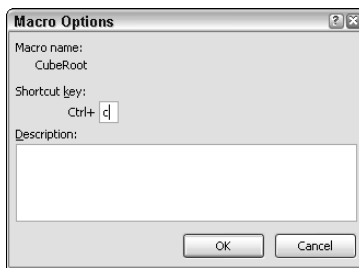 Macro Options
Macro name:
CubeRoot
Shortcut key:
Ctrl+ c
Description:
OK Cancel